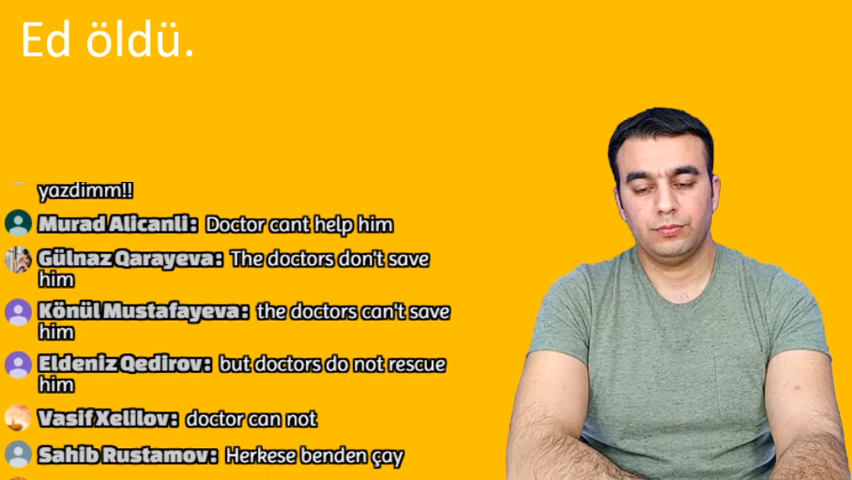 Ed öldü.
yazdimm!!
Murad Alicanli: Doctor cant help him
Gülnaz Qarayeva: The doctors don't save
him
Könül Mustafayeva: the doctors can't save
him
Eldeniz Qedirov: but doctors do not rescue
him
Vasif Xelilov: doctor can not
Sahib Rustamov: Herkese benden çay